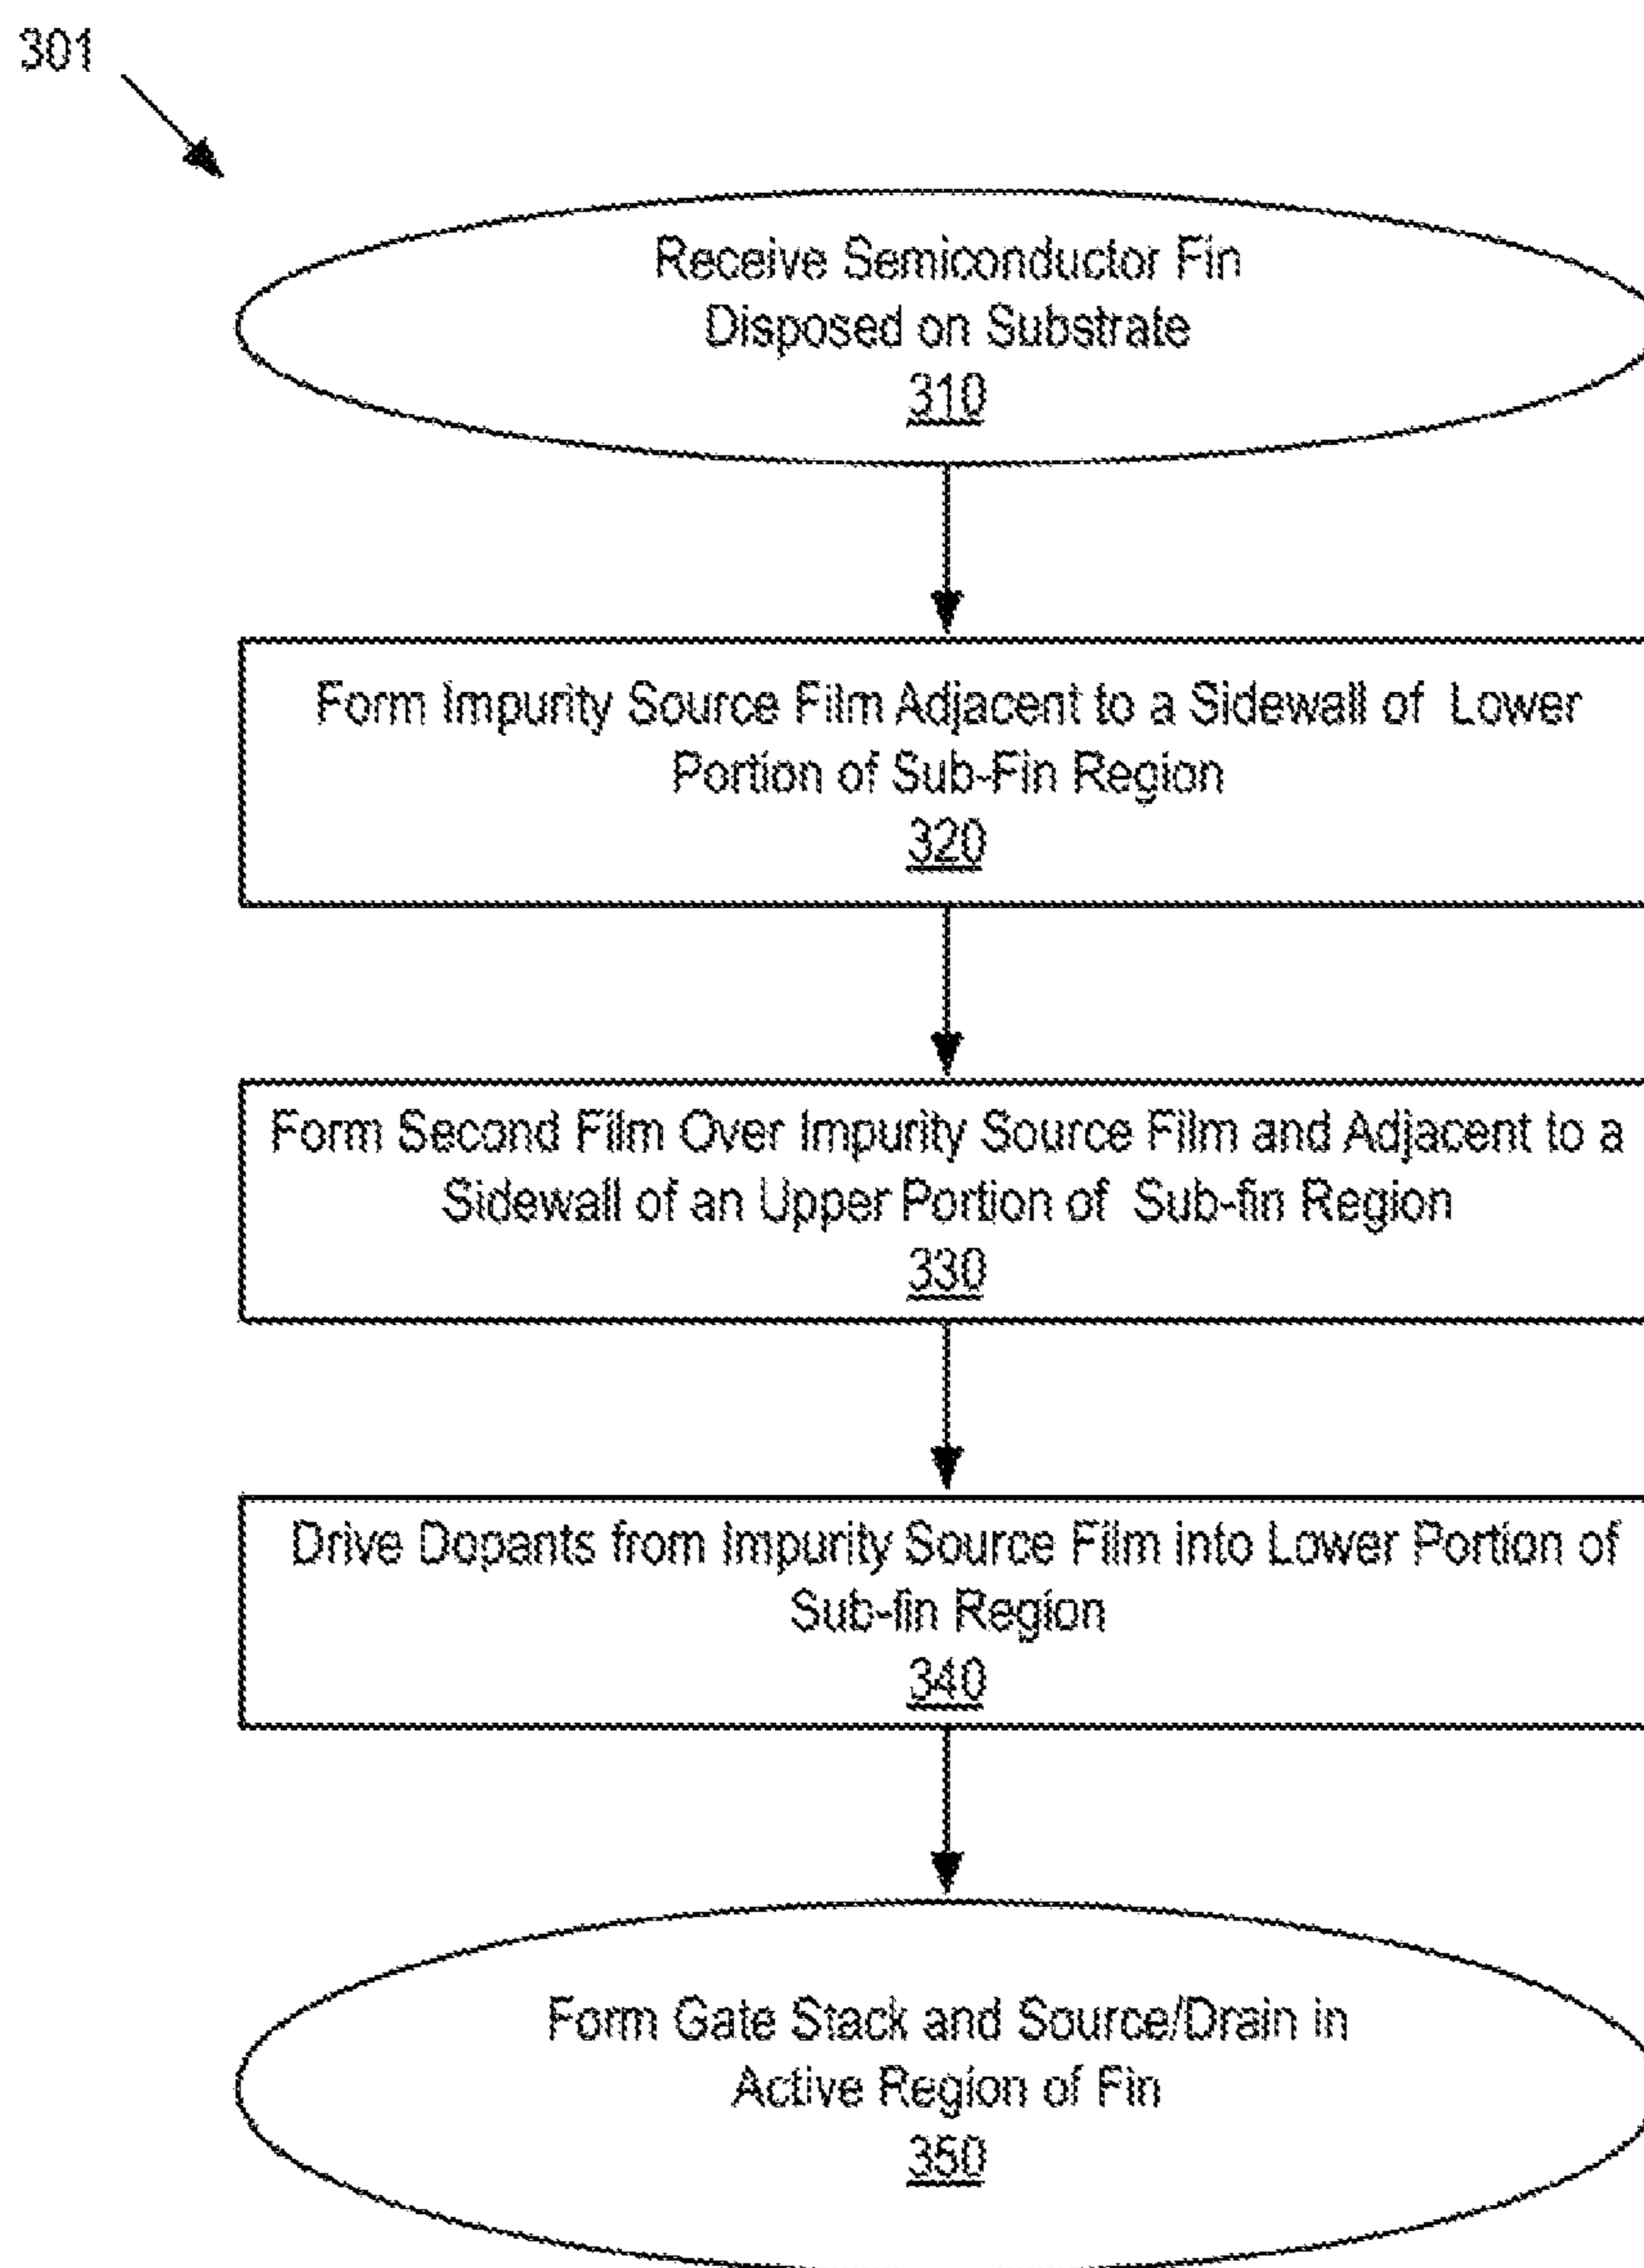 301
Receive Semiconductor Fin
Disposed on Substrate
310
Form Impurity Source Film Adjacent to a Sidewall of Lower
Portion of Sub-Fin Region
320
Form Second Film Over Impurity Source Film and Adjacent to a
Sidewall of an Upper Portion of Sub-fin Region
330
Drive Dopants from Impurity Source Film into Lower Portion of
Sub-fin Region
340
Form Gate Stack and Source/Drain in
Active Region of Fin
350